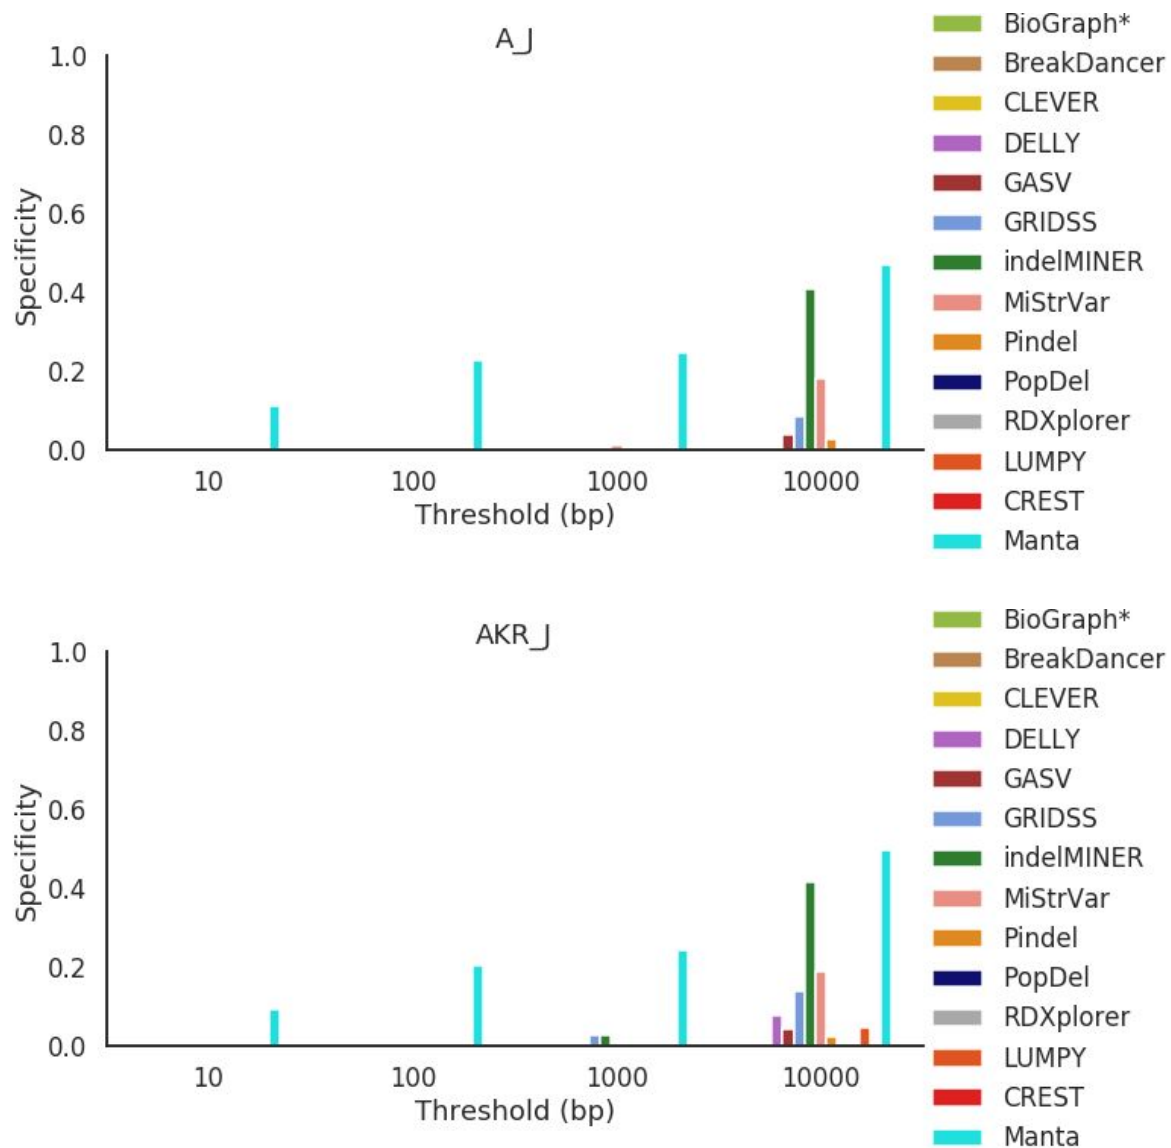 A_J
1.0
0.8
0.6
0.4
0.2
0.0
Specificity
10 100 1000 10000
Threshold (bp)
BioGraph*
BreakDancer
CLEVER
DELLY
GASV
GRIDSS
indelMINER
MiStrVar
Pindel
PopDel
RDXplorer
LUMPY
CREST
Manta
AKR_J
1.0
0.8
0.6
0.4
0.2
0.0
Specificity
10 100 1000 10000
Threshold (bp)
BioGraph*
BreakDancer
CLEVER
DELLY
GASV
GRIDSS
indelMINER
MiStrVar
Pindel
PopDel
RDXplorer
LUMPY
CREST
Manta